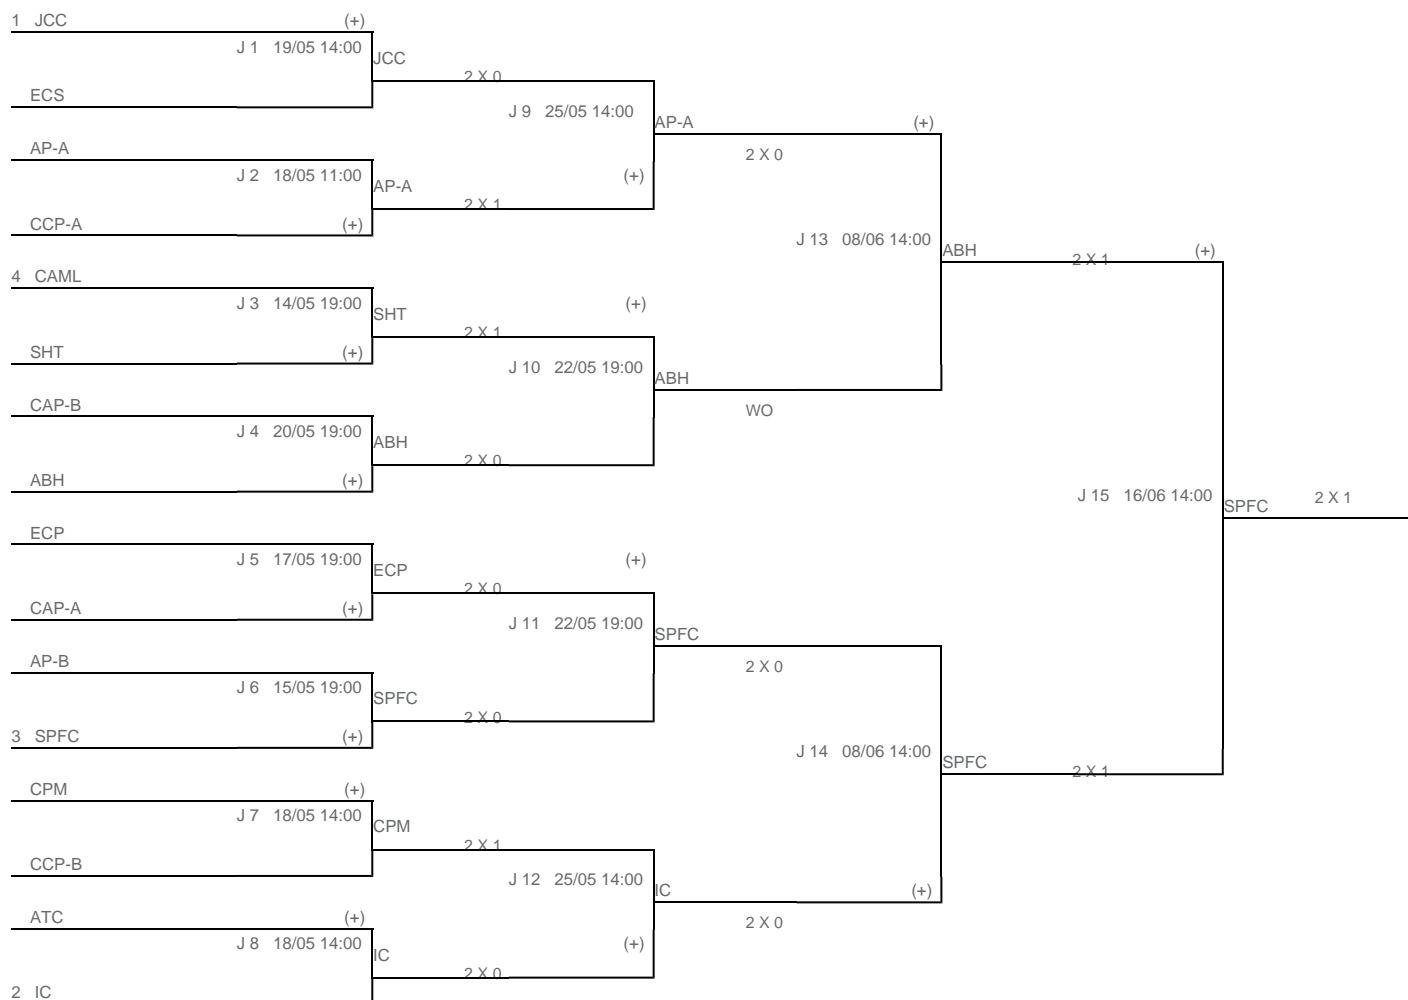 1 JCC (+)
J 1 19/05 14:00
JCC
2 X 0
ECS
J 9 25/05 14:00
AP-A (+)
AP-A
2 X 0
J 2 18/05 11:00
AP-A
(+)
2 X 1
CCP-A (+)
J 13 08/06 14:00
ABH
2 X 1
(+)
4 CAML
J 3 14/05 19:00
SHT
(+)
2 X 1
SHT (+)
J 10 22/05 19:00
ABH
CAP-B
WO
J 4 20/05 19:00
ABH
2 X 0
ABH (+)
J 15 16/06 14:00
SPFC
2 X 1
ECP
J 5 17/05 19:00
ECP
(+)
2 X 0
CAP-A (+)
J 11 22/05 19:00
SPFC
AP-B
2 X 0
J 6 15/05 19:00
SPFC
2 X 0
3 SPFC (+)
J 14 08/06 14:00
SPFC
2 X 1
CPM (+)
J 7 18/05 14:00
CPM
2 X 1
CCP-B
J 12 25/05 14:00
IC (+)
ATC (+)
2 X 0
J 8 18/05 14:00
IC
(+)
2 X 0
2 IC